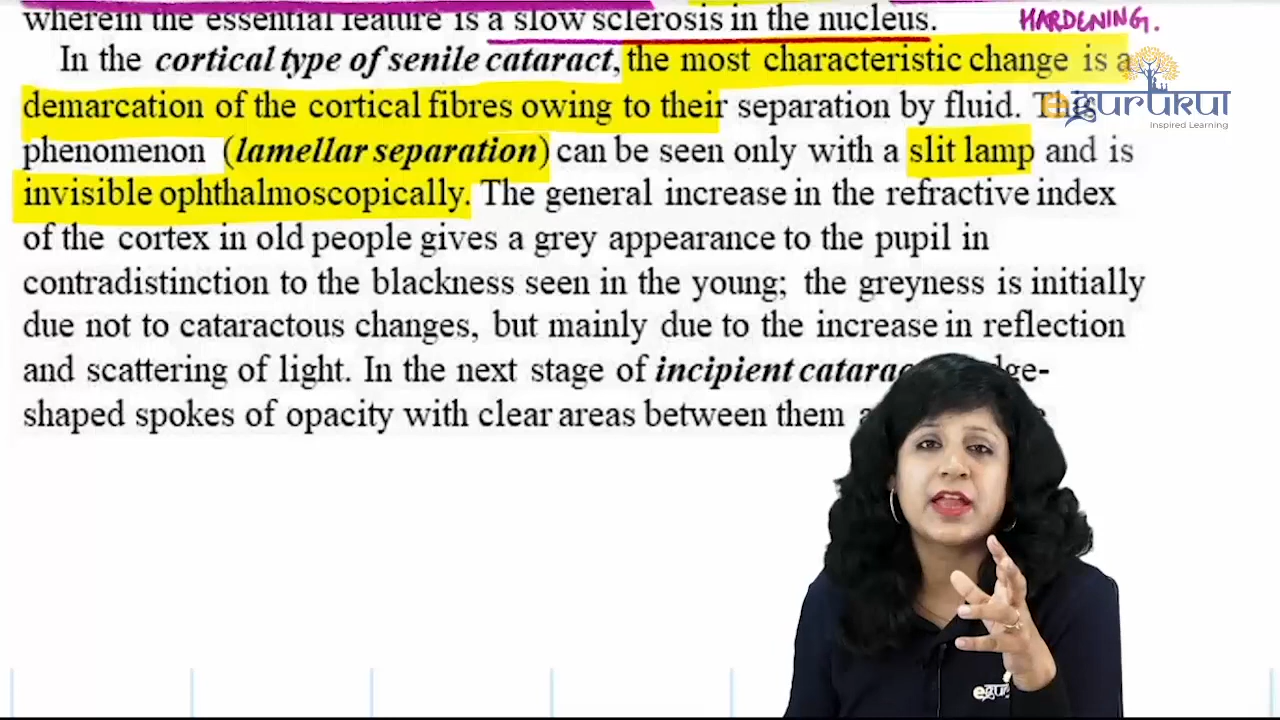 wherein the essential feature is a slow sclerosis in the nucleus. HARDENING.
In the cortical type of senile cataract, the most characteristic change is a
demarcation of the cortical fibres owing to their separation by fluid. This
eGurukul
Inspired Learning
phenomenon (lamellar separation) can be seen only with a slit lamp and is
invisible ophthalmoscopically. The general increase in the refractive index
of the cortex in old people gives a grey appearance to the pupil in
contradistinction to the blackness seen in the young; the greyness is initially
due not to cataractous changes, but mainly due to the increase in reflection
and scattering of light. In the next stage of incipient
shaped spokes of opacity with clear areas between them